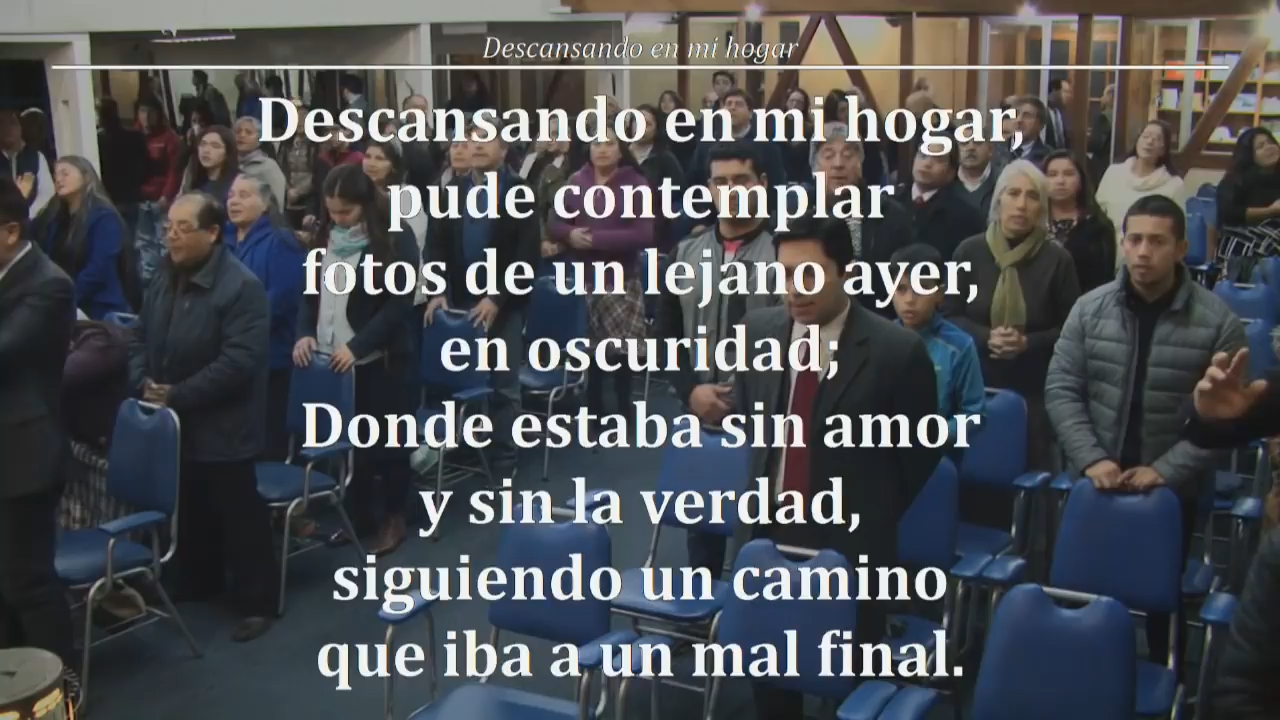 Descansando en mi hogar
Descansando en mi hogar,
pude contemplar
fotos de un lejano ayer,
en oscuridad;
Donde estaba sin amor
y sin la verdad,
siguiendo un camino
que iba a un mal final.